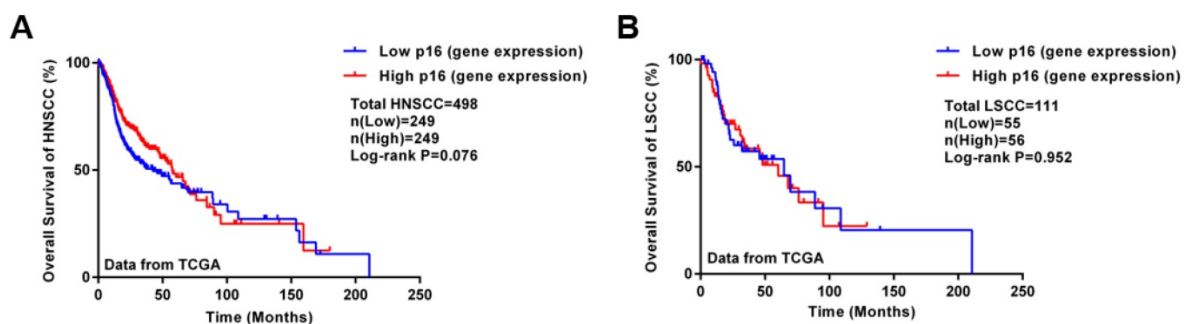 A
Overall Survival of HNSCC (%)
100
50
0
0 50 100 150 200 250
Time (Months)
Data from TCGA
Low p16 (gene expression)
High p16 (gene expression)
Total HNSCC=498
n(Low)=249
n(High)=249
Log-rank P=0.076
B
Overall Survival of LSCC (%)
100
50
0
0 50 100 150 200 250
Time (Months)
Data from TCGA
Low p16 (gene expression)
High p16 (gene expression)
Total LSCC=111
n(Low)=55
n(High)=56
Log-rank P=0.952